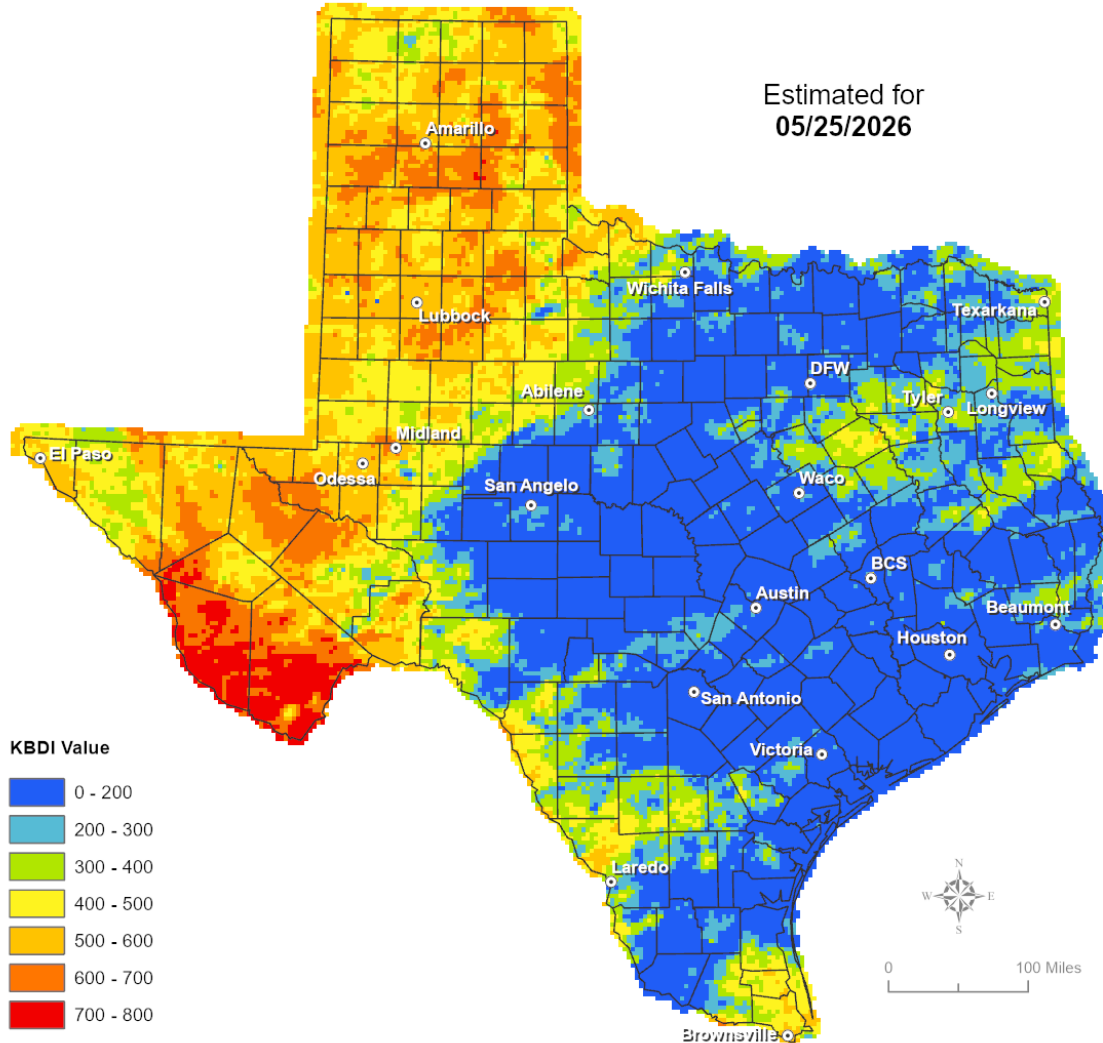 Estimated for
05/25/2026
Amarillo
Wichita Falls
Lubbock
Texarkana
DFW
Abilene
Tyler
Longview
Midland
El Paso
Odessa
San Angelo
Waco
BCS
Austin
Beaumont
Houston
San Antonio
Victoria
Laredo
Brownsville
KBDI Value
0 - 200
200 - 300
300 - 400
400 - 500
500 - 600
600 - 700
700 - 800
N
W E
S
0 100 Miles